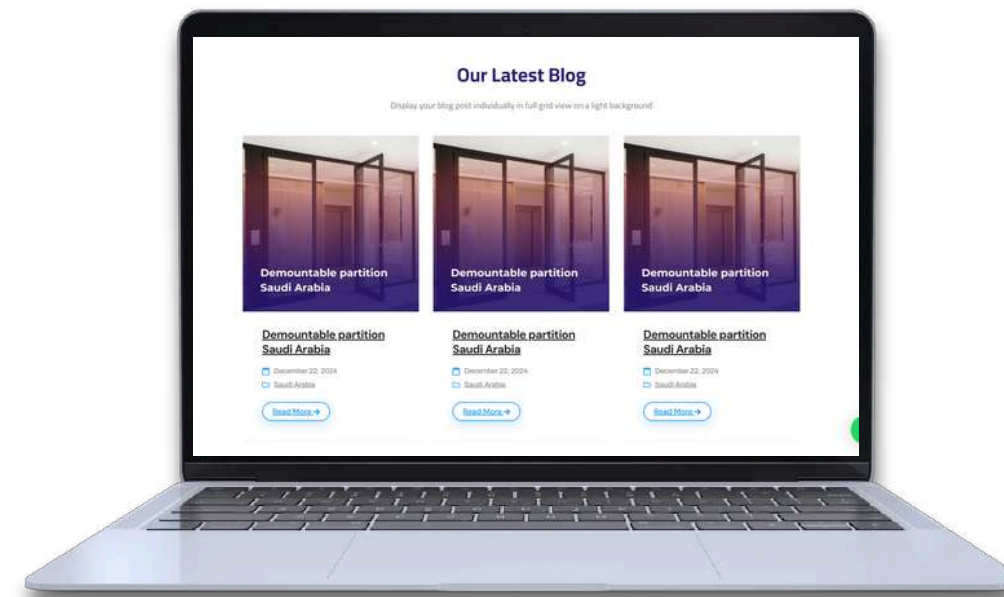 Our Latest Blog
Display your blog post individually in full grid view on a light background
Demountable partition
Saudi Arabia
Demountable partition
Saudi Arabia
Demountable partition
Saudi Arabia
Demountable partition
Saudi Arabia
December 22, 2024
Saudi Arabia
Read More →
Demountable partition
Saudi Arabia
December 22, 2024
Saudi Arabia
Read More →
Demountable partition
Saudi Arabia
December 22, 2024
Saudi Arabia
Read More →